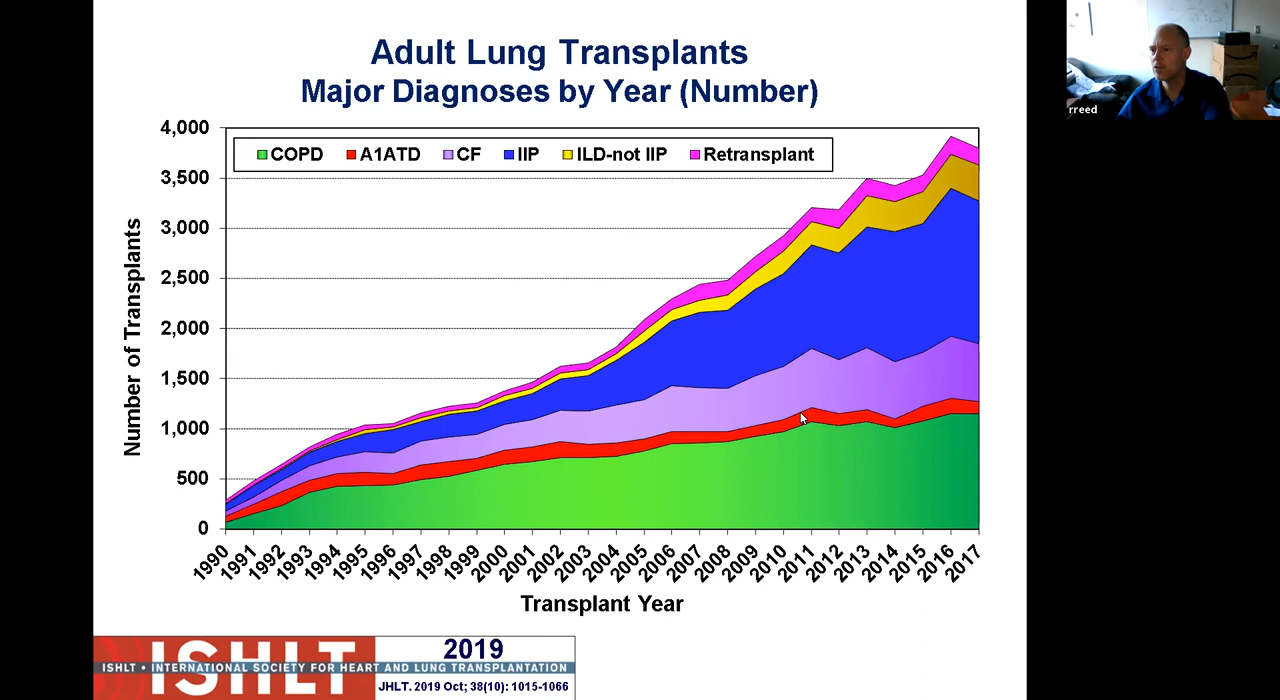 Adult Lung Transplants
Major Diagnoses by Year (Number)
rreed
4,000
3,500
3,000
2,500
2,000
1,500
1,000
500
0
Number of Transplants
COPD A1ATD CF IIP ILD-not IIP Retransplant
1990 1991 1992 1993 1994 1995 1996 1997 1998 1999 2000 2001 2002 2003 2004 2005 2006 2007 2008 2009 2010 2011 2012 2013 2014 2015 2016 2017
Transplant Year
ISHLT
ISHLT • INTERNATIONAL SOCIETY FOR HEART AND LUNG TRANSPLANTATION
2019
JHLT. 2019 Oct; 38(10): 1015-1066